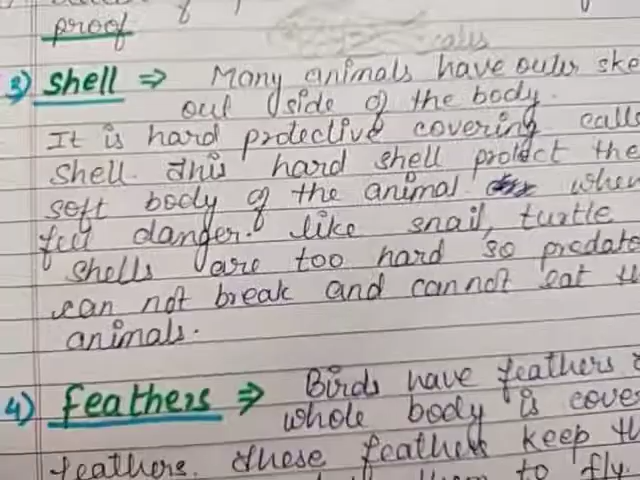 proof
3) Shell ⇒ Many animals have outer ske
out side of the body.
It is hard protective covering calle
shell. This hard shell protect the
soft body of the animal when
feel danger. like snail, turtle
shells are too hard so predato
can not break and cannot eat th
animals.
4) Feathers ⇒ Birds have feathers
whole body is cover
feathers. these feathers keep th
them to fly.